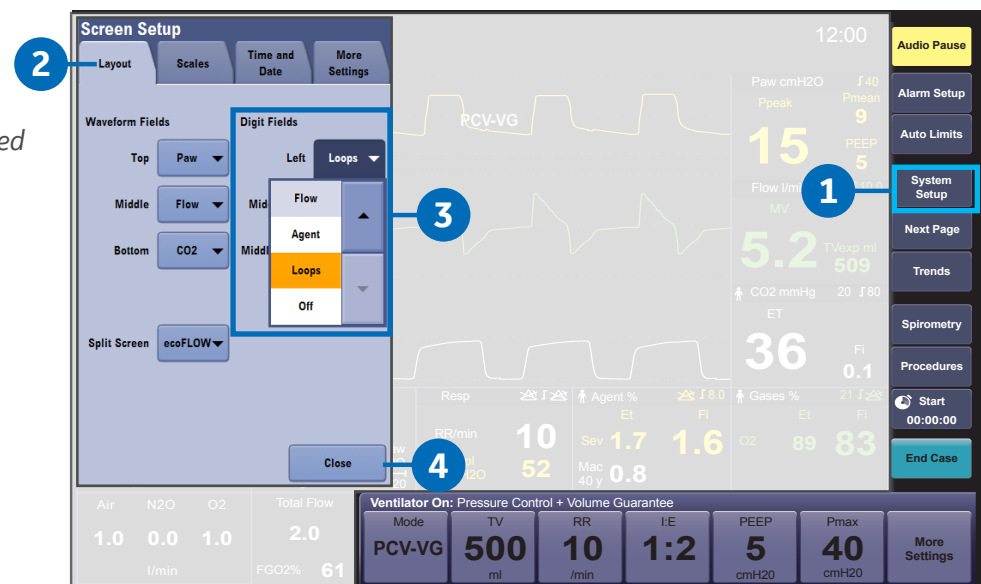 ed
Screen Setup
2
Layout
Scales
Time and
Date
More
Settings
Waveform Fields
Top
Paw
Middle
Flow
Bottom
CO2
Split Screen
ecoFLOW
Digit Fields
Left
Loops
Flow
Agent
Loops
Off
3
Close
4
12:00
PCV-VG
Paw cmH2O
40
Ppeak
Pmean
15
9
PEEP
5
Flow l/m
MV
5.2
TVexp ml
509
CO2 mmHg
20
80
ET
36
Fi
0.1
Resp
RR/min
10
52
Agent %
8.0
Et
Fi
Sev
1.7
1.6
Mac
40 y
0.8
Gases %
21
Et
Fi
O2
89
83
Air
N2O
O2
1.0
0.0
1.0
l/min
Total Flow
2.0
FGO2%
61
Ventilator On: Pressure Control + Volume Guarantee
Mode
PCV-VG
TV
500
ml
RR
10
/min
I:E
1:2
PEEP
5
cmH20
Pmax
40
cmH20
More
Settings
Audio Pause
Alarm Setup
Auto Limits
1
System
Setup
Next Page
Trends
Spirometry
Procedures
Start
00:00:00
End Case